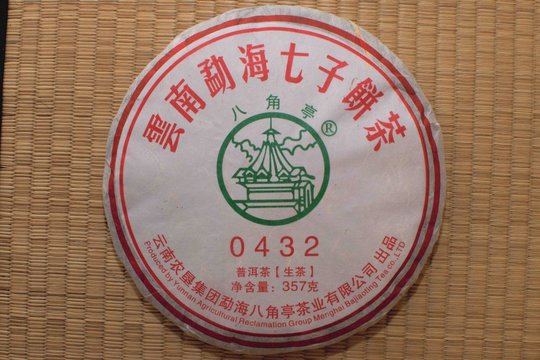 雲南勐海七子餅茶
八角亭®
0432
普洱茶【生茶】
净含量：357克
云南农垦集团勐海八角亭茶业有限公司 出品
Produced by Yunnan Agricultural Reclamation Group Menghai Bajiaoting Tea co.,LTD